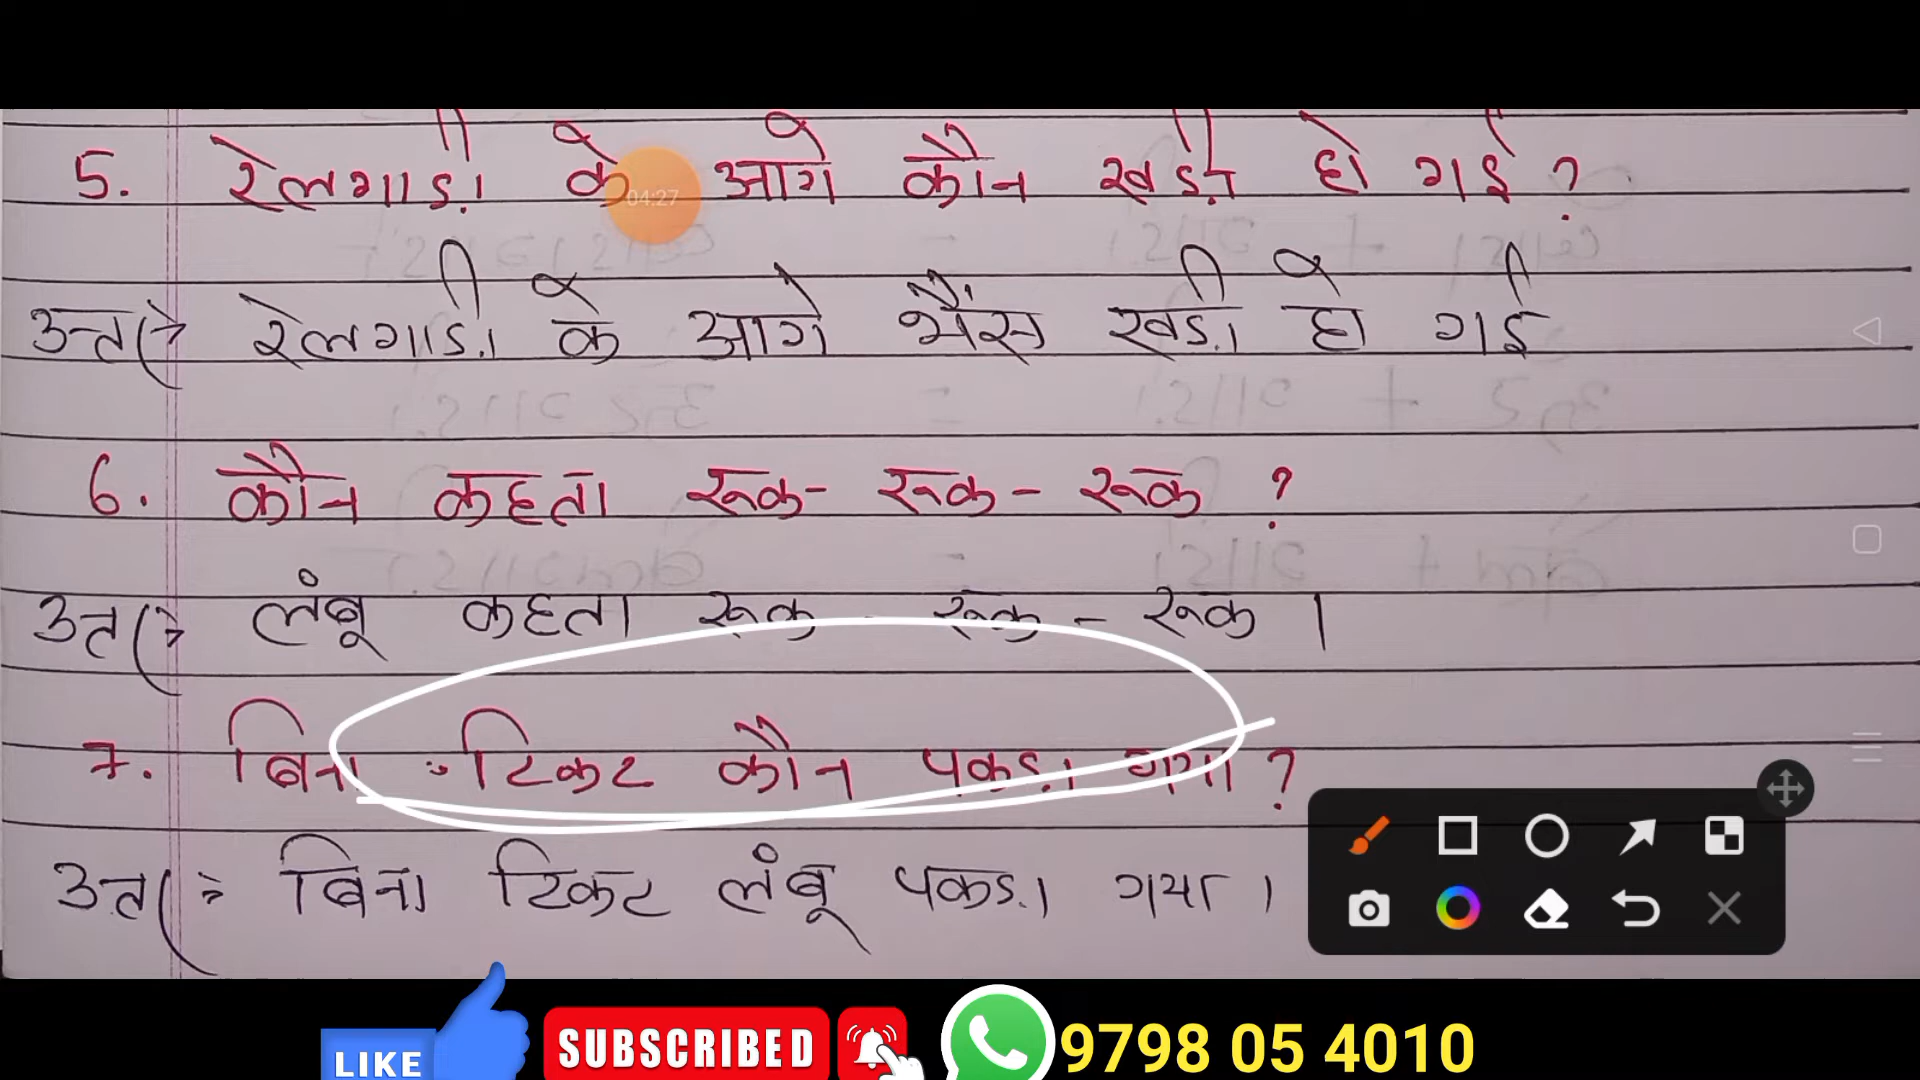 5. रेलगाड़ी के आगे कौन खड़ी हो गई ?
04:27
उत्तर :- रेलगाड़ी के आगे भैंस खड़ी हो गई
6. कौन कहता रूक - रूक - रूक ?
उत्तर :- लंबू कहता रूक - रूक - रूक ।
7. बिना टिकट कौन पकड़ा गया ?
उत्तर :- बिना टिकट लंबू पकड़ा गया ।
LIKE SUBSCRIBED 9798 05 4010